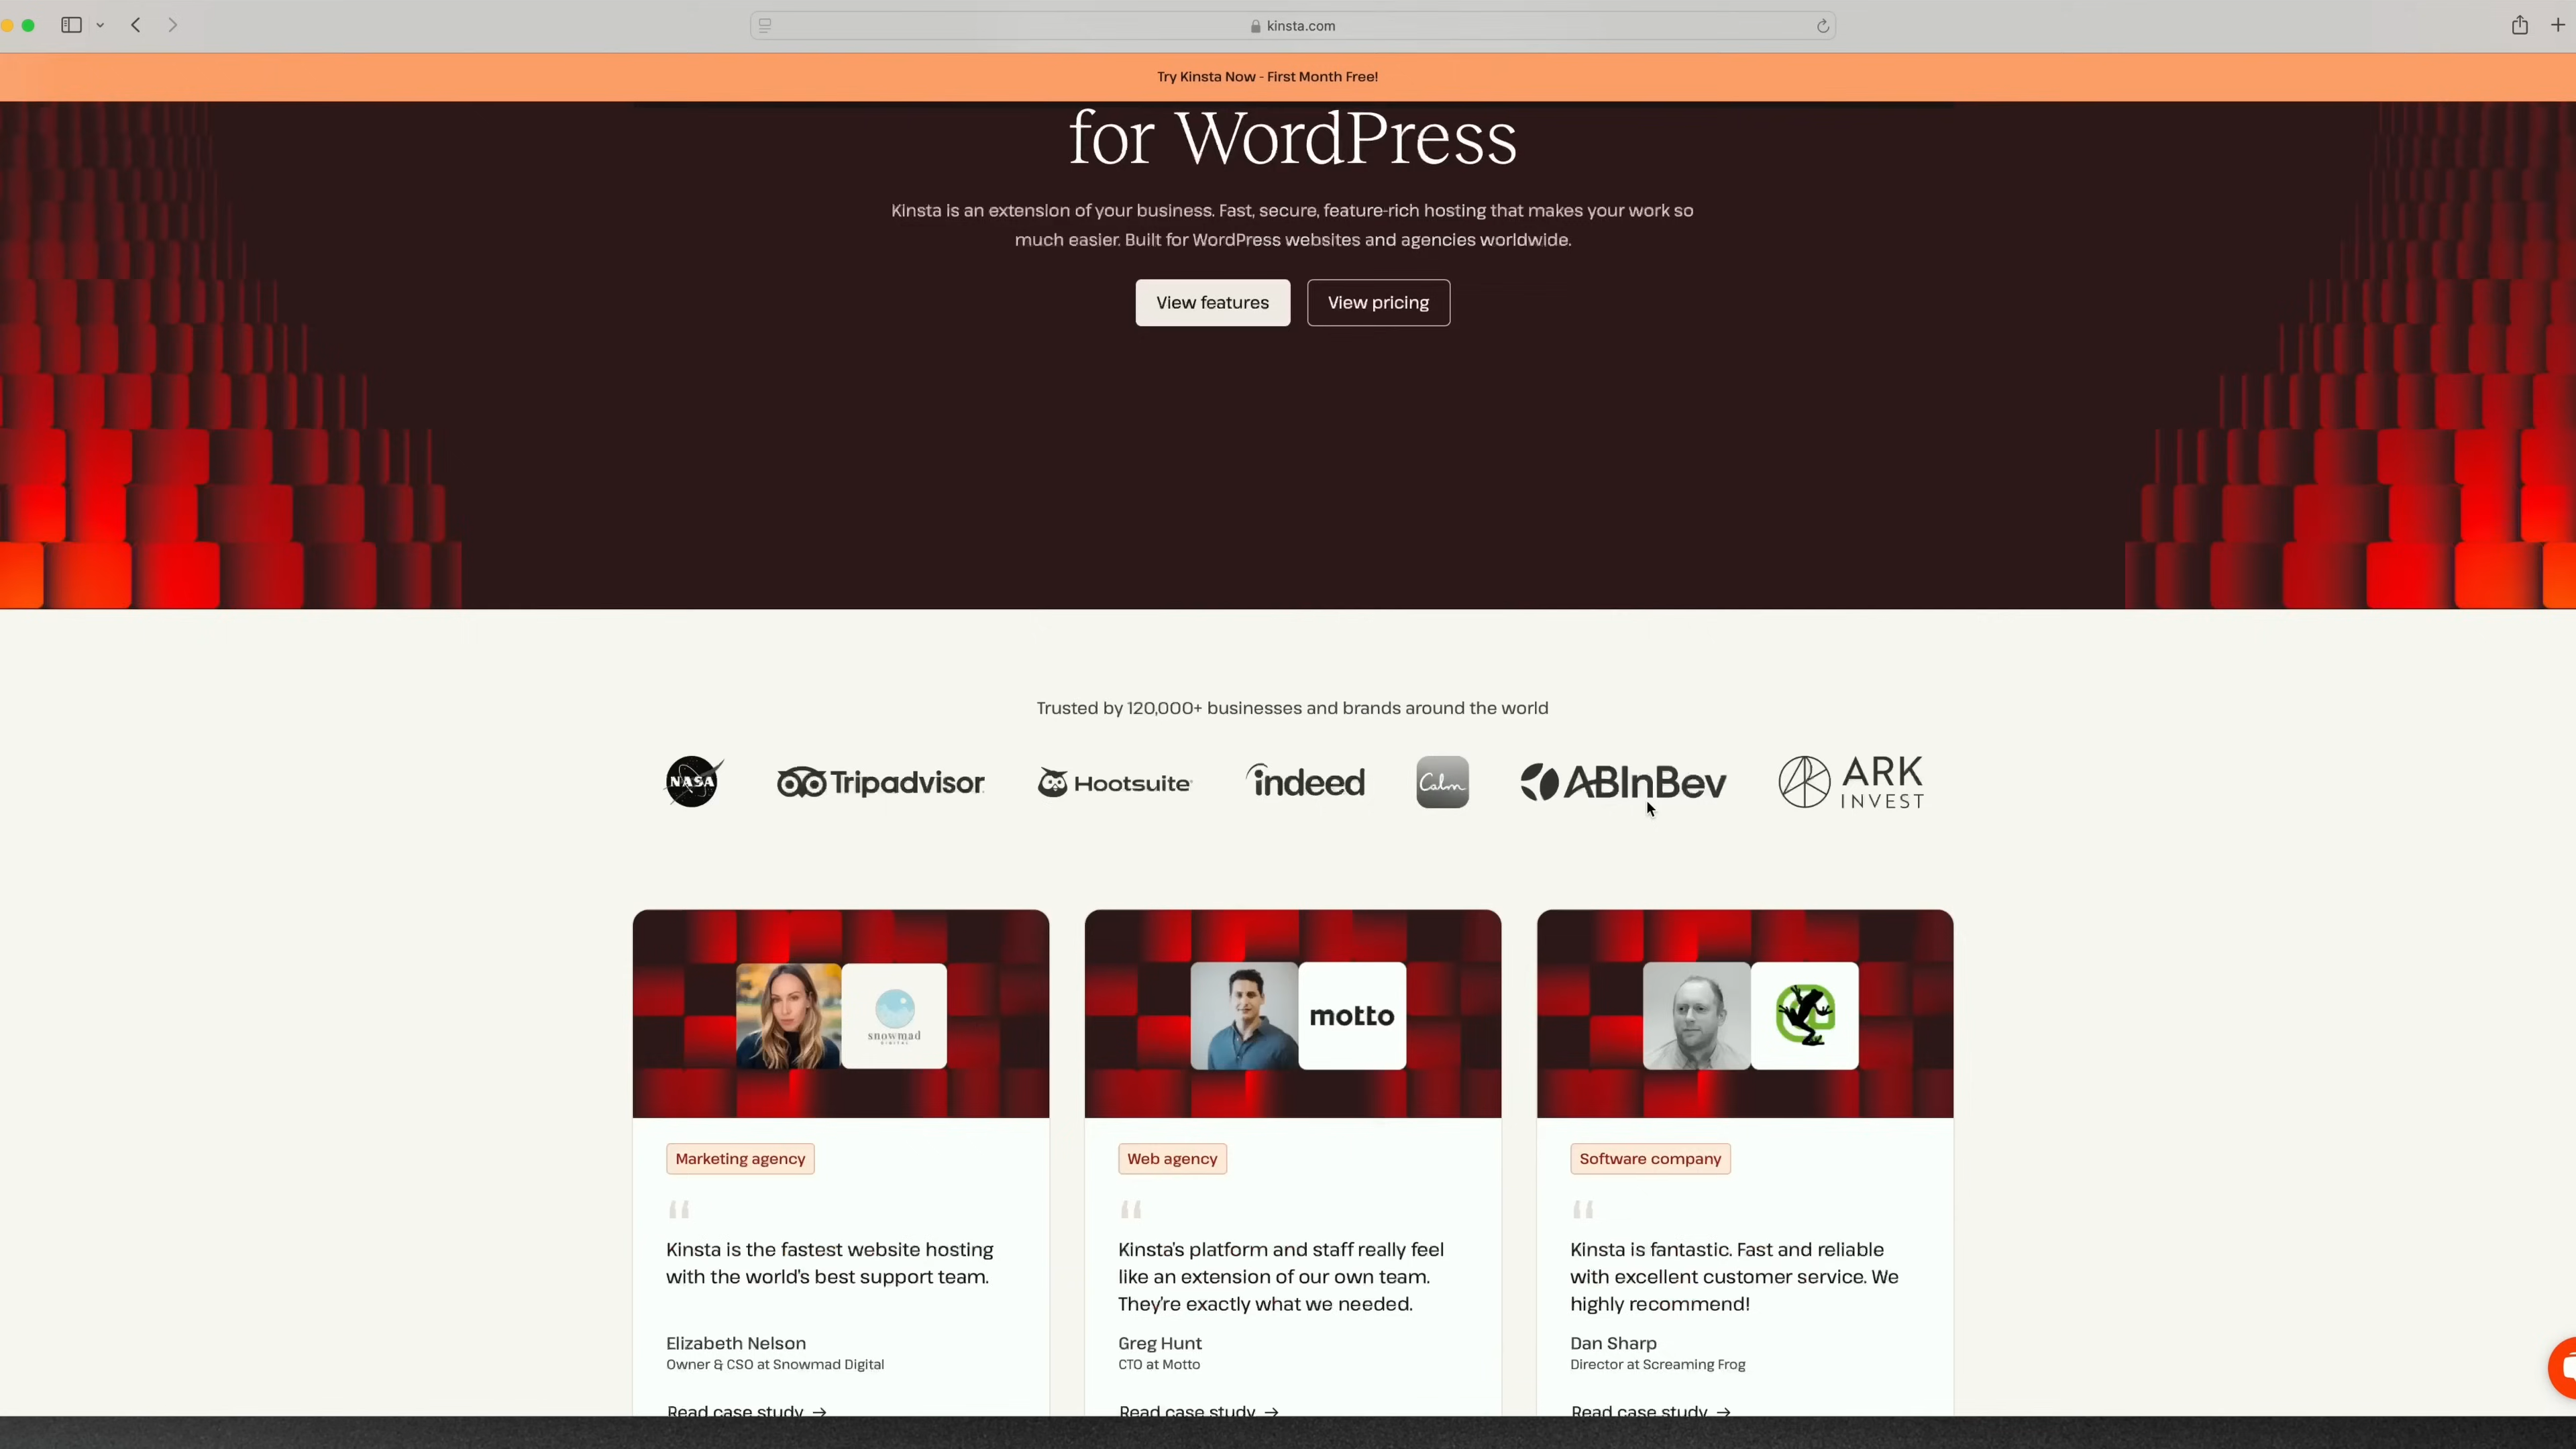 kinsta.com
Try Kinsta Now - First Month Free!
for WordPress
Kinsta is an extension of your business. Fast, secure, feature-rich hosting that makes your work so
much easier. Built for WordPress websites and agencies worldwide.
View features
View pricing
Trusted by 120,000+ businesses and brands around the world
NASA
Tripadvisor
Hootsuite
indeed
Calm
ABInBev
ARK
INVEST
snowmad
DIGITAL
motto
Marketing agency
Web agency
Software company
“
Kinsta is the fastest website hosting
with the world's best support team.
Elizabeth Nelson
Owner & CSO at Snowmad Digital
Read case study →
“
Kinsta's platform and staff really feel
like an extension of our own team.
They're exactly what we needed.
Greg Hunt
CTO at Motto
Read case study →
“
Kinsta is fantastic. Fast and reliable
with excellent customer service. We
highly recommend!
Dan Sharp
Director at Screaming Frog
Read case study →